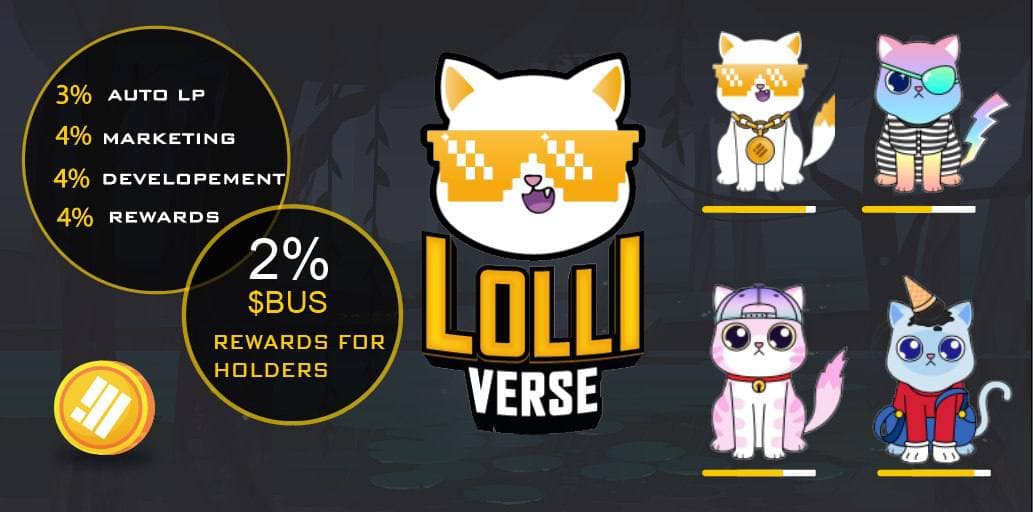 3% AUTO LP
4% MARKETING
4% DEVELOPEMENT
4% REWARDS
2%
$BUS
REWARDS FOR
HOLDERS
LOLLI
VERSE